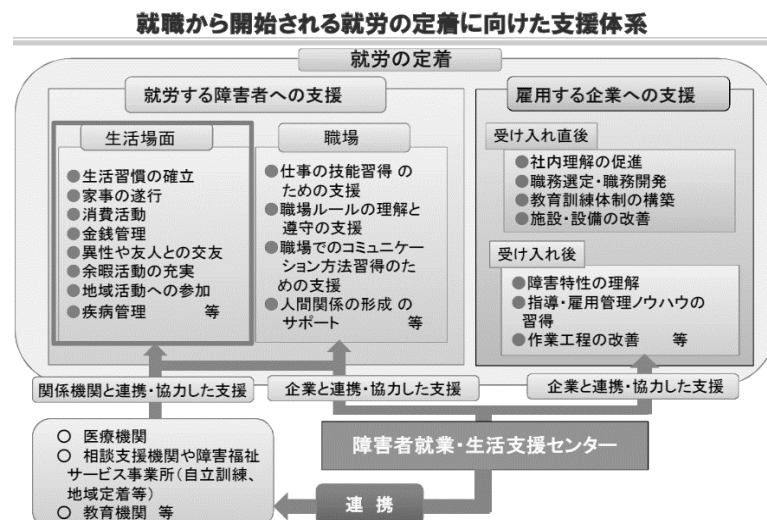 就職から開始される就労の定着に向けた支援体系
就労の定着
就労する障害者への支援
生活場面
●生活習慣の確立
●家事の遂行
●消費活動
●金銭管理
●異性や友人との交友
●余暇活動の充実
●地域活動への参加
●疾病管理 等
職場
●仕事の技能習得 の
ための支援
●職場ルールの理解と
遵守の支援
●職場でのコミュニケー
ション方法習得のた
めの支援
●人間関係の形成 の
サポート 等
雇用する企業への支援
受け入れ直後
●社内理解の促進
●職務選定・職務開発
●教育訓練体制の構築
●施設・設備の改善
受け入れ後
●障害特性の理解
●指導・雇用管理ノウハウの
習得
●作業工程の改善 等
関係機関と連携・協力した支援
企業と連携・協力した支援
企業と連携・協力した支援
○ 医療機関
○ 相談支援機関や障害福祉
サービス事業所（自立訓練、
地域定着等）
○ 教育機関 等
障害者就業・生活支援センター
連 携